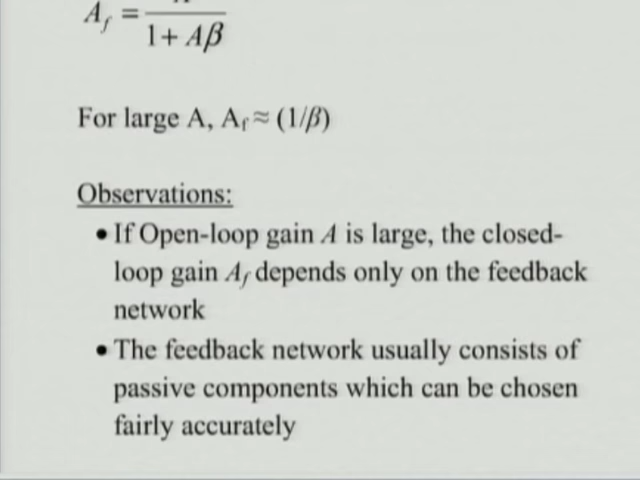 A_f = ――― 
1 + Aβ
For large A, A_f ≈ (1/β)
Observations:
• If Open-loop gain A is large, the closed-
loop gain A_f depends only on the feedback
network
• The feedback network usually consists of
passive components which can be chosen
fairly accurately